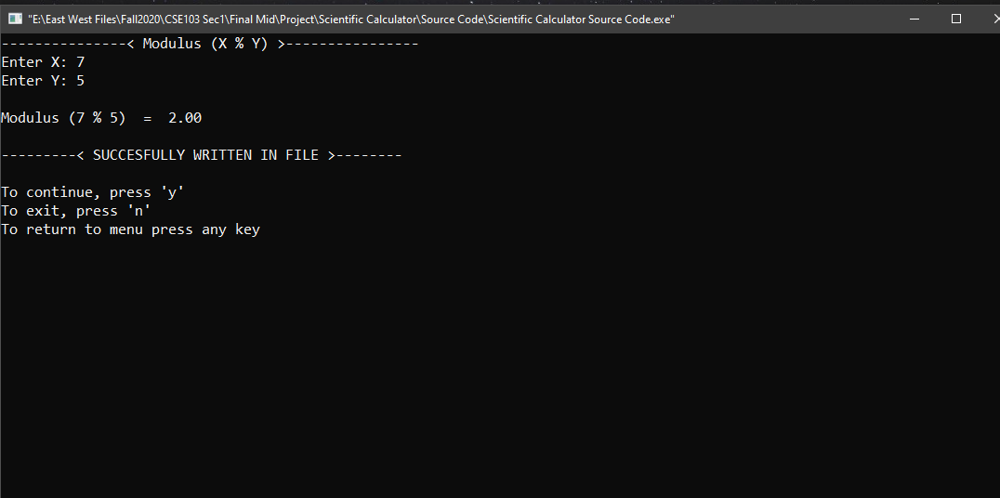 "E:\East West Files\Fall2020\CSE103 Sec1\Final Mid\Project\Scientific Calculator\Source Code\Scientific Calculator Source Code.exe"
---------------< Modulus (X % Y) >----------------
Enter X: 7
Enter Y: 5
Modulus (7 % 5)  =  2.00
---------< SUCCESFULLY WRITTEN IN FILE >--------
To continue, press 'y'
To exit, press 'n'
To return to menu press any key